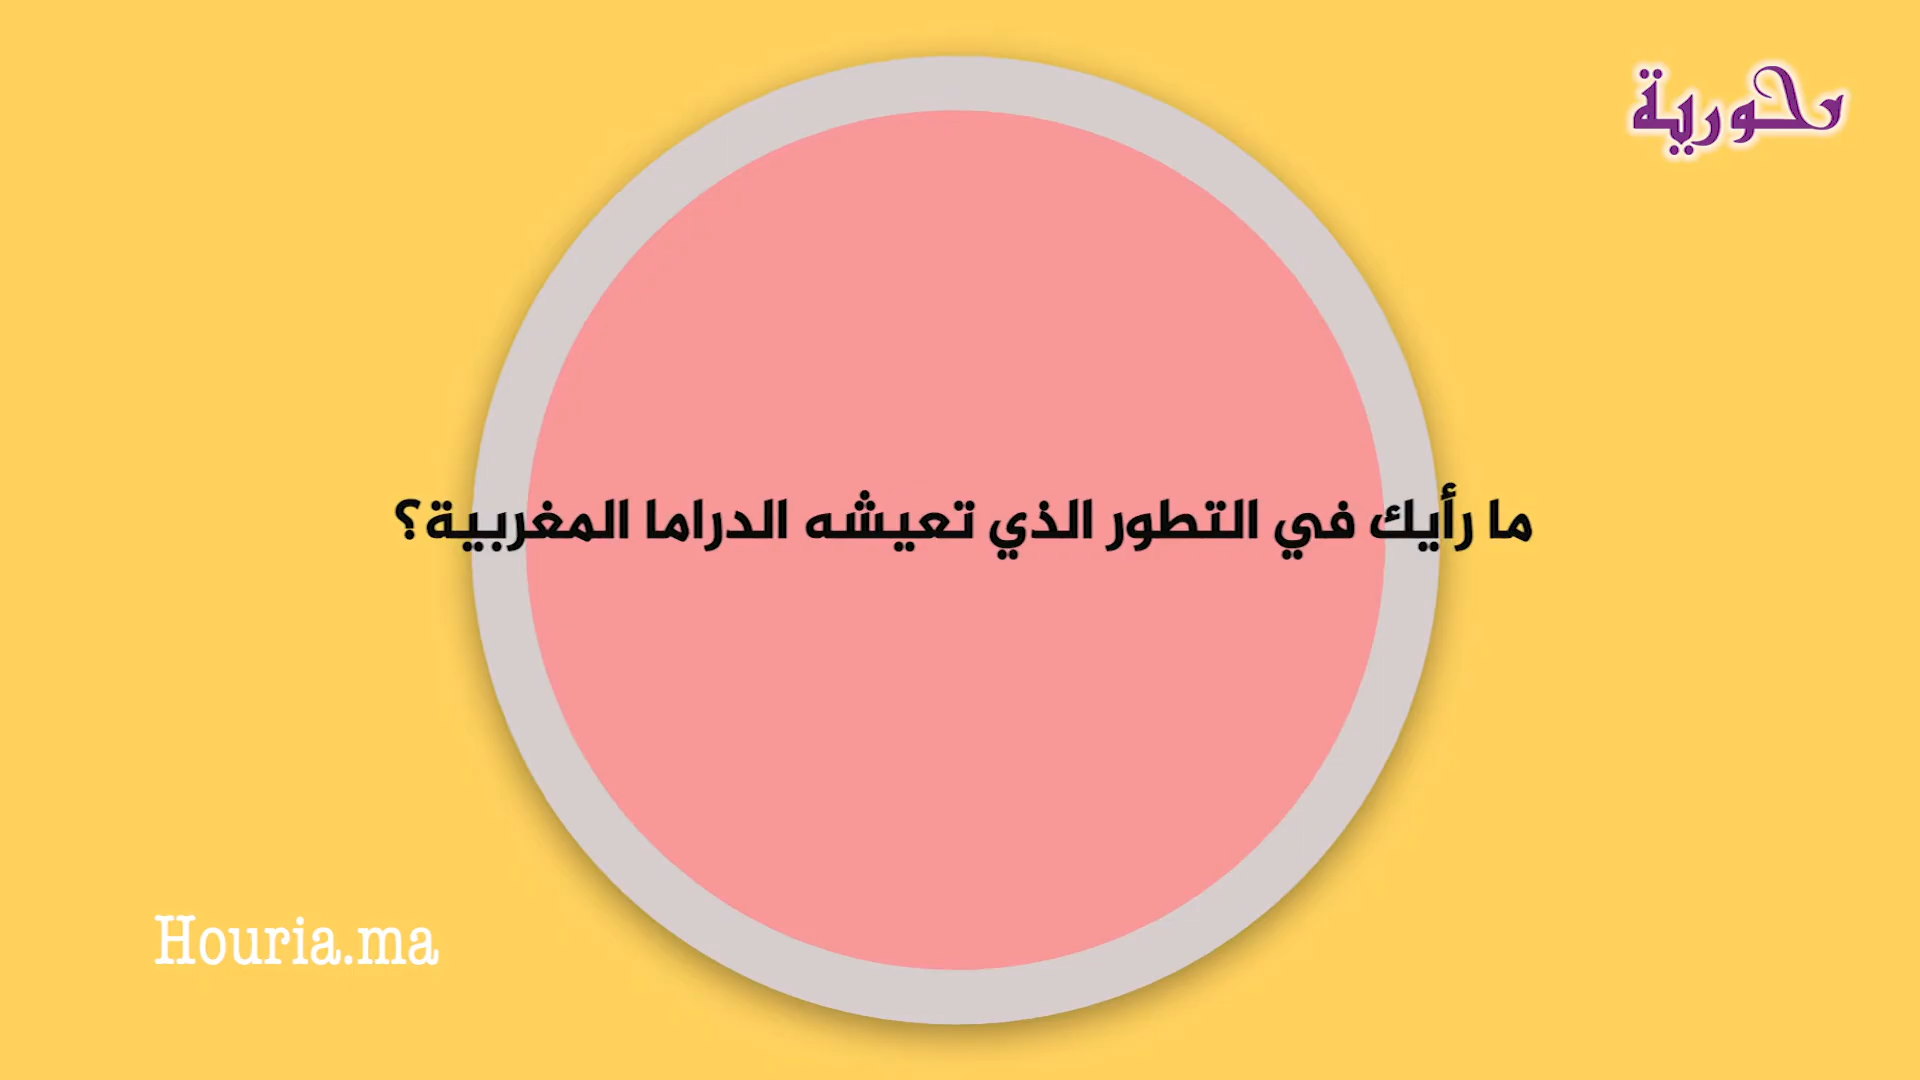 حورية
ما رأيك في التطور الذي تعيشه الدراما المغربية؟
Houria.ma